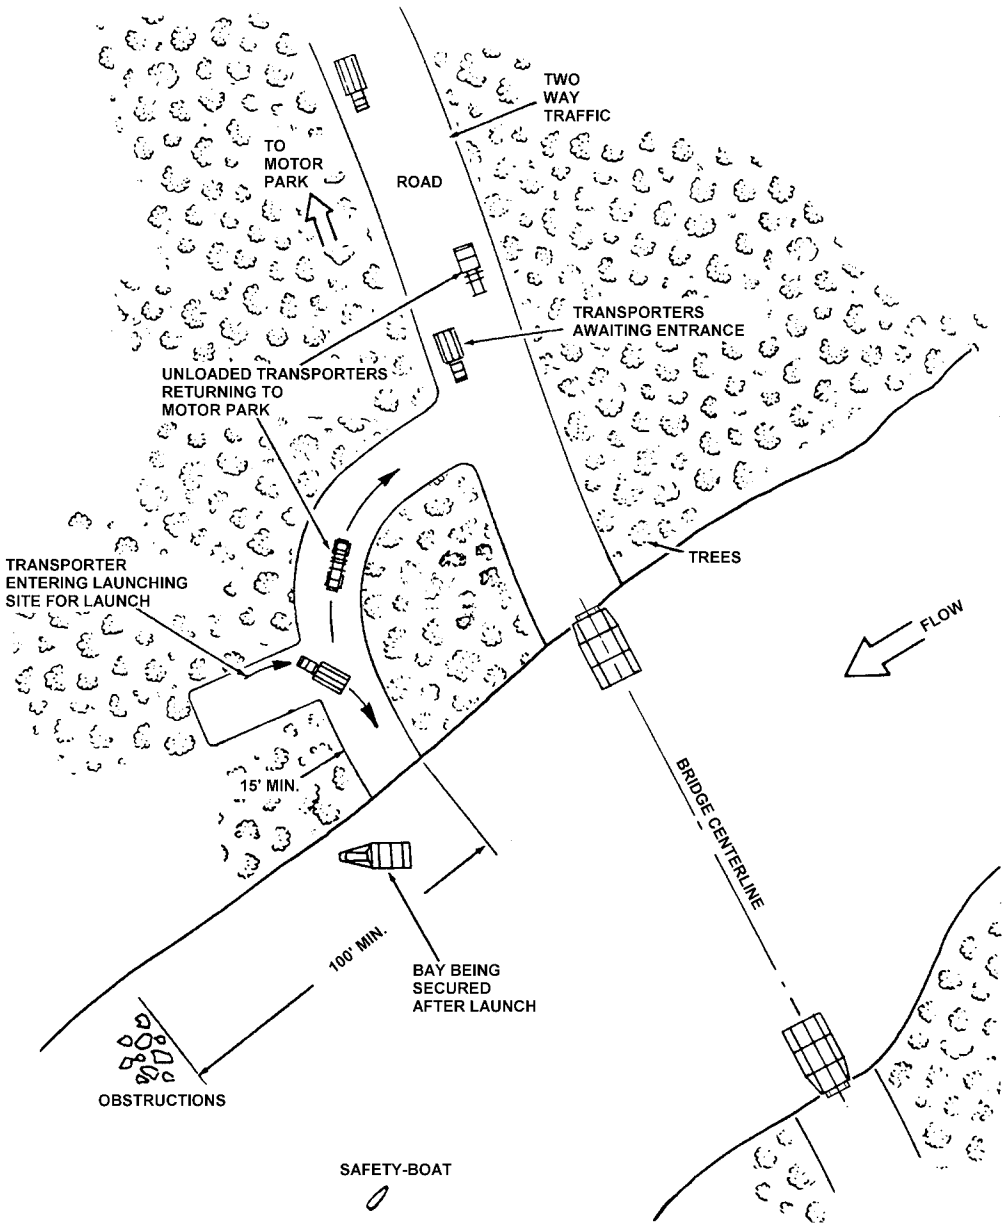 TWO
WAY
TRAFFIC
TO
MOTOR
PARK
ROAD
TRANSPORTERS
AWAITING ENTRANCE
UNLOADED TRANSPORTERS
RETURNING TO
MOTOR PARK
TRANSPORTER
ENTERING LAUNCHING
SITE FOR LAUNCH
TREES
FLOW
15' MIN.
BRIDGE CENTERLINE
100' MIN.
BAY BEING
SECURED
AFTER LAUNCH
OBSTRUCTIONS
SAFETY-BOAT